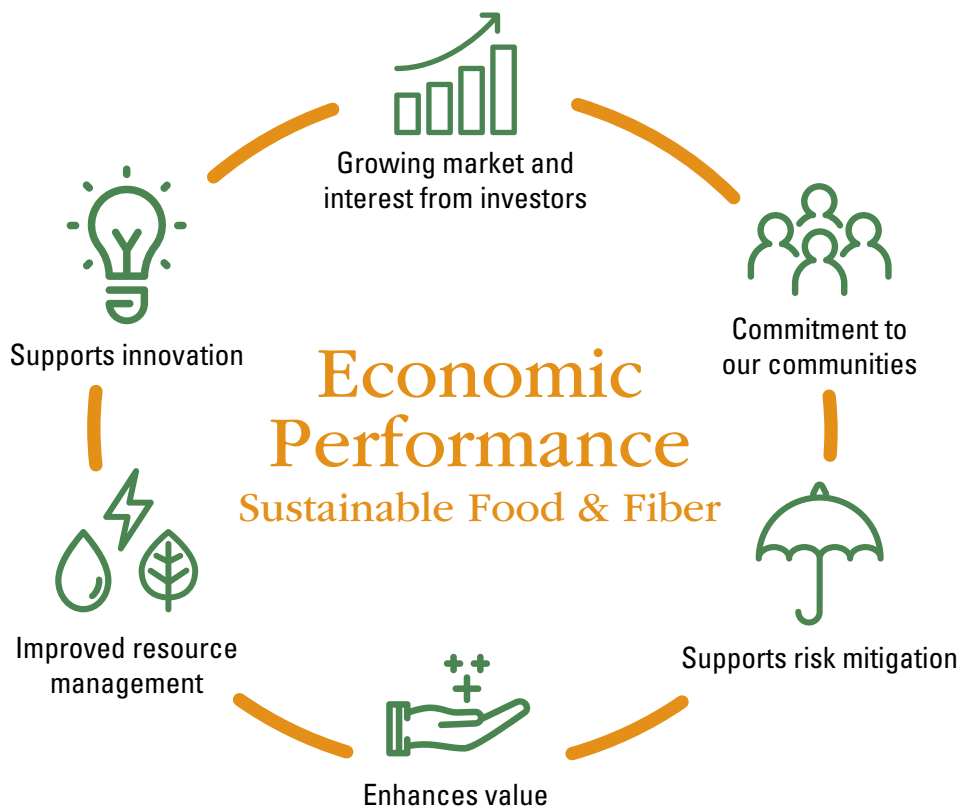 Growing market and
interest from investors
Commitment to
our communities
Supports risk mitigation
Enhances value
Improved resource
management
Supports innovation
Economic
Performance
Sustainable Food & Fiber